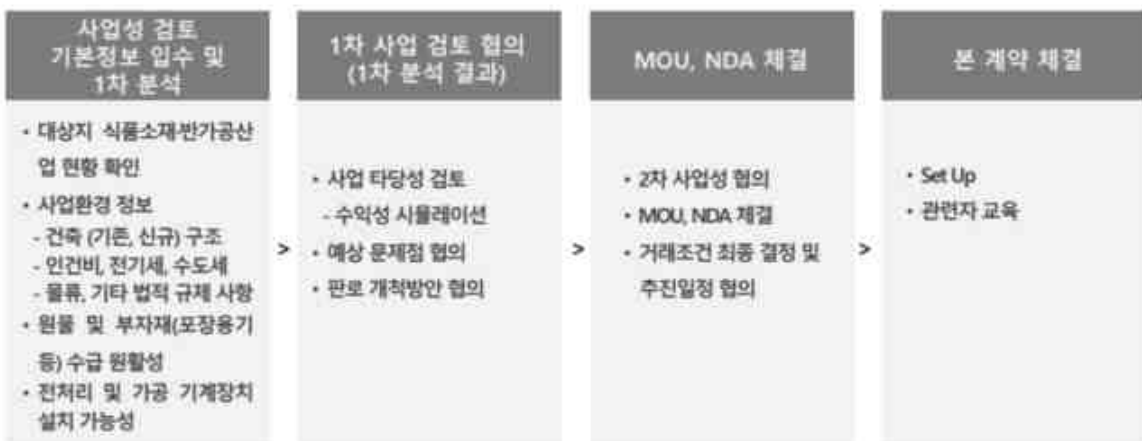 사업성 검토
기본정보 입수 및
1차 분석
• 대상지 식품소재·반가공산
업 현황 확인
• 사업환경 정보
- 건축 (기존, 신규) 구조
- 인건비, 전기세, 수도세
- 물류, 기타 법적 규제 사항
• 원물 및 부자재(포장용기
등) 수급 원활성
• 전처리 및 가공 기계장치
설치 가능성
>
1차 사업 검토 협의
(1차 분석 결과)
• 사업 타당성 검토
- 수익성 시뮬레이션
• 예상 문제점 협의
• 판로 개척방안 협의
>
MOU, NDA 체결
• 2차 사업성 협의
• MOU, NDA 체결
• 거래조건 최종 결정 및
추진일정 협의
>
본 계약 체결
• Set Up
• 관련자 교육